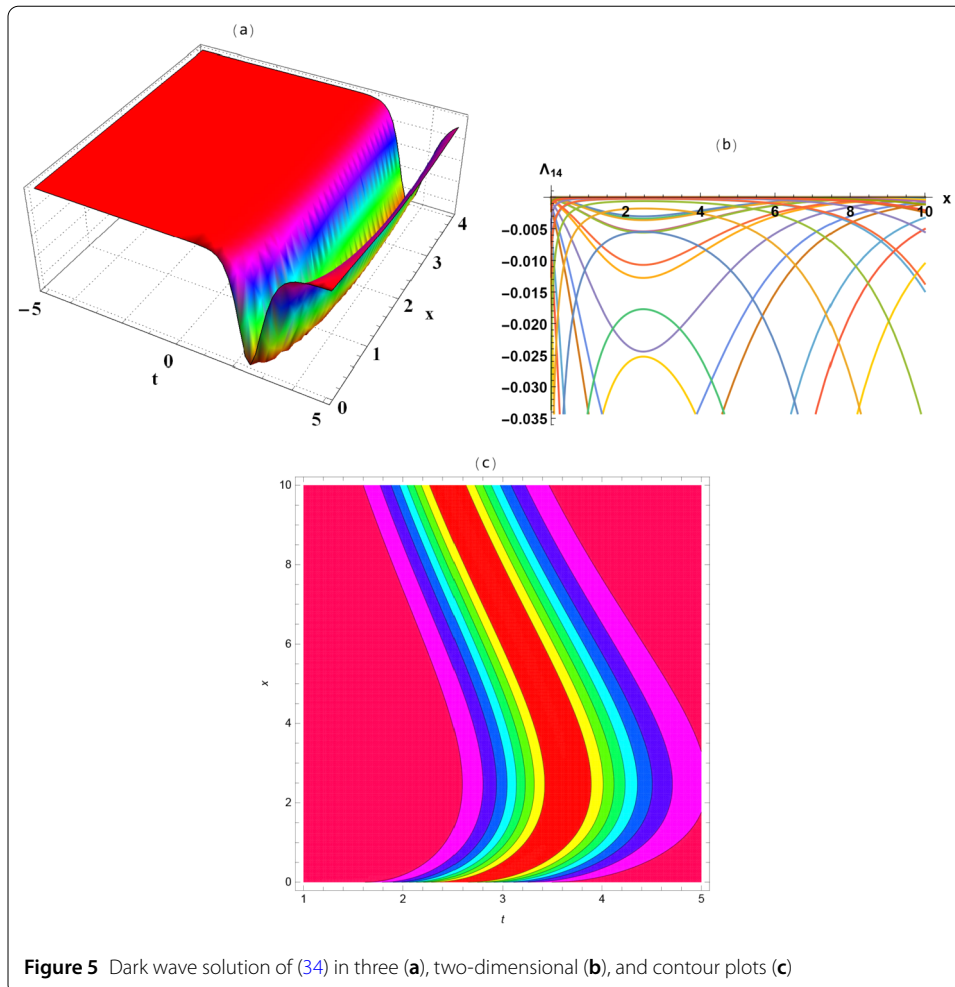 (a)
4
3
2 x
1
0
−5
0
t
5
(b)
Λ14
x
2 4 6 8 10
−0.005
−0.010
−0.015
−0.020
−0.025
−0.030
−0.035
(c)
10
8
6
x
4
2
0
1 2 3 4 5
t
Figure 5 Dark wave solution of (34) in three (a), two-dimensional (b), and contour plots (c)